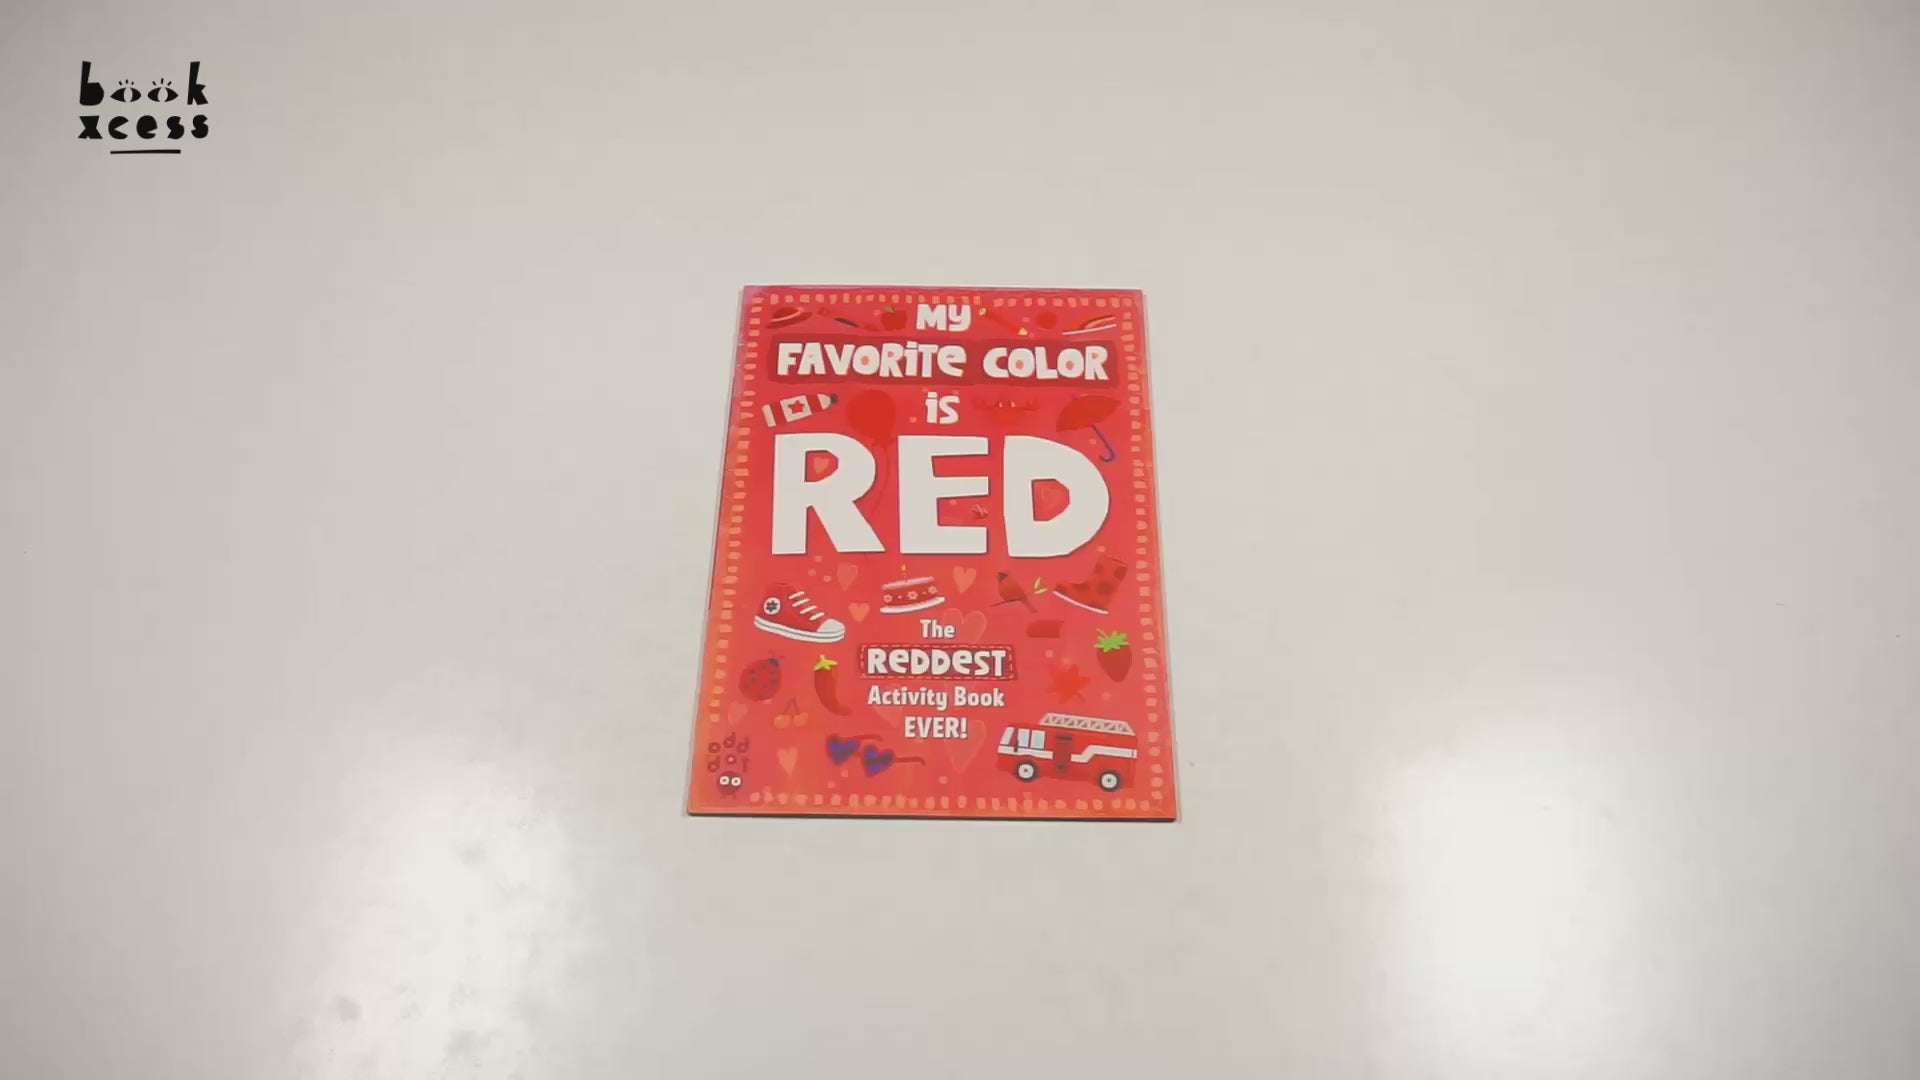 book
xcess
My
FAVORiTe COLOR
is
RED
The
ReDDeST
Activity Book
EVER!
odd
dot